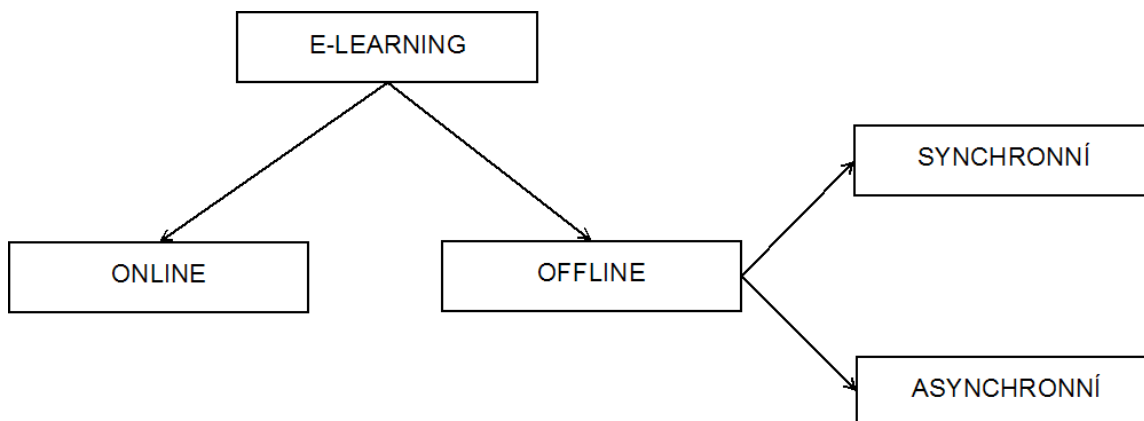 E-LEARNING
SYNCHRONNÍ
ONLINE
OFFLINE
ASYNCHRONNÍ